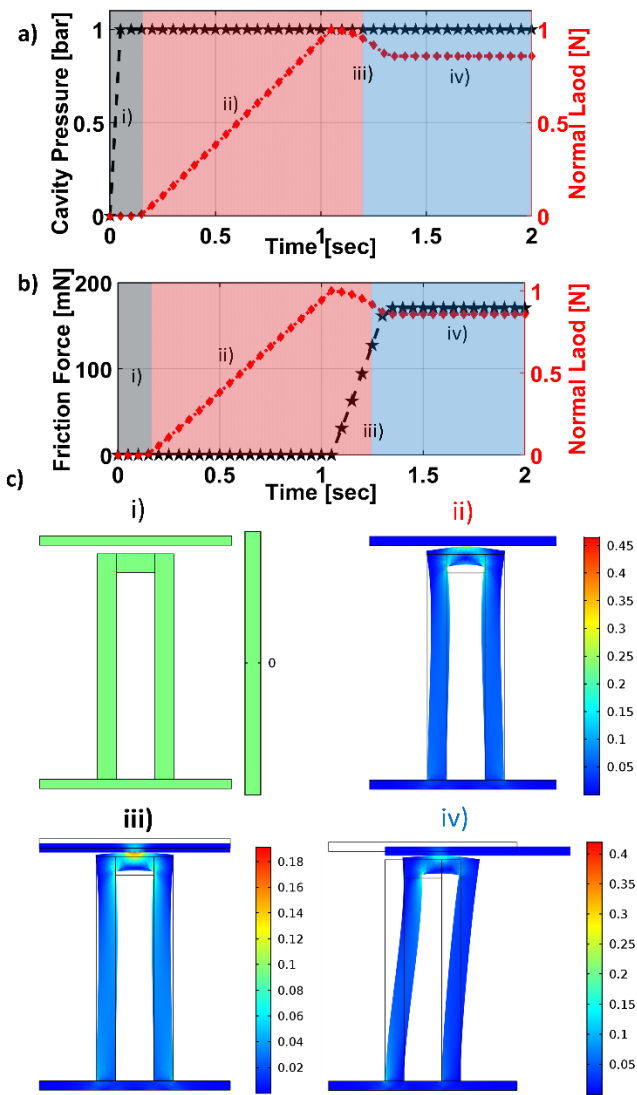 a)
Cavity Pressure [bar]
1
0.5
0
i)
ii)
iii)
iv)
1
0.5
0
Normal Laod [N]
0
0.5
1
1.5
2
Time [sec]
b)
Friction Force [mN]
200
100
0
i)
ii)
iii)
iv)
1
0.5
0
Normal Laod [N]
0
0.5
1
1.5
2
Time [sec]
c)
i)
0
ii)
0.45
0.4
0.35
0.3
0.25
0.2
0.15
0.1
0.05
iii)
0.18
0.16
0.14
0.12
0.1
0.08
0.06
0.04
0.02
iv)
0.4
0.35
0.3
0.25
0.2
0.15
0.1
0.05